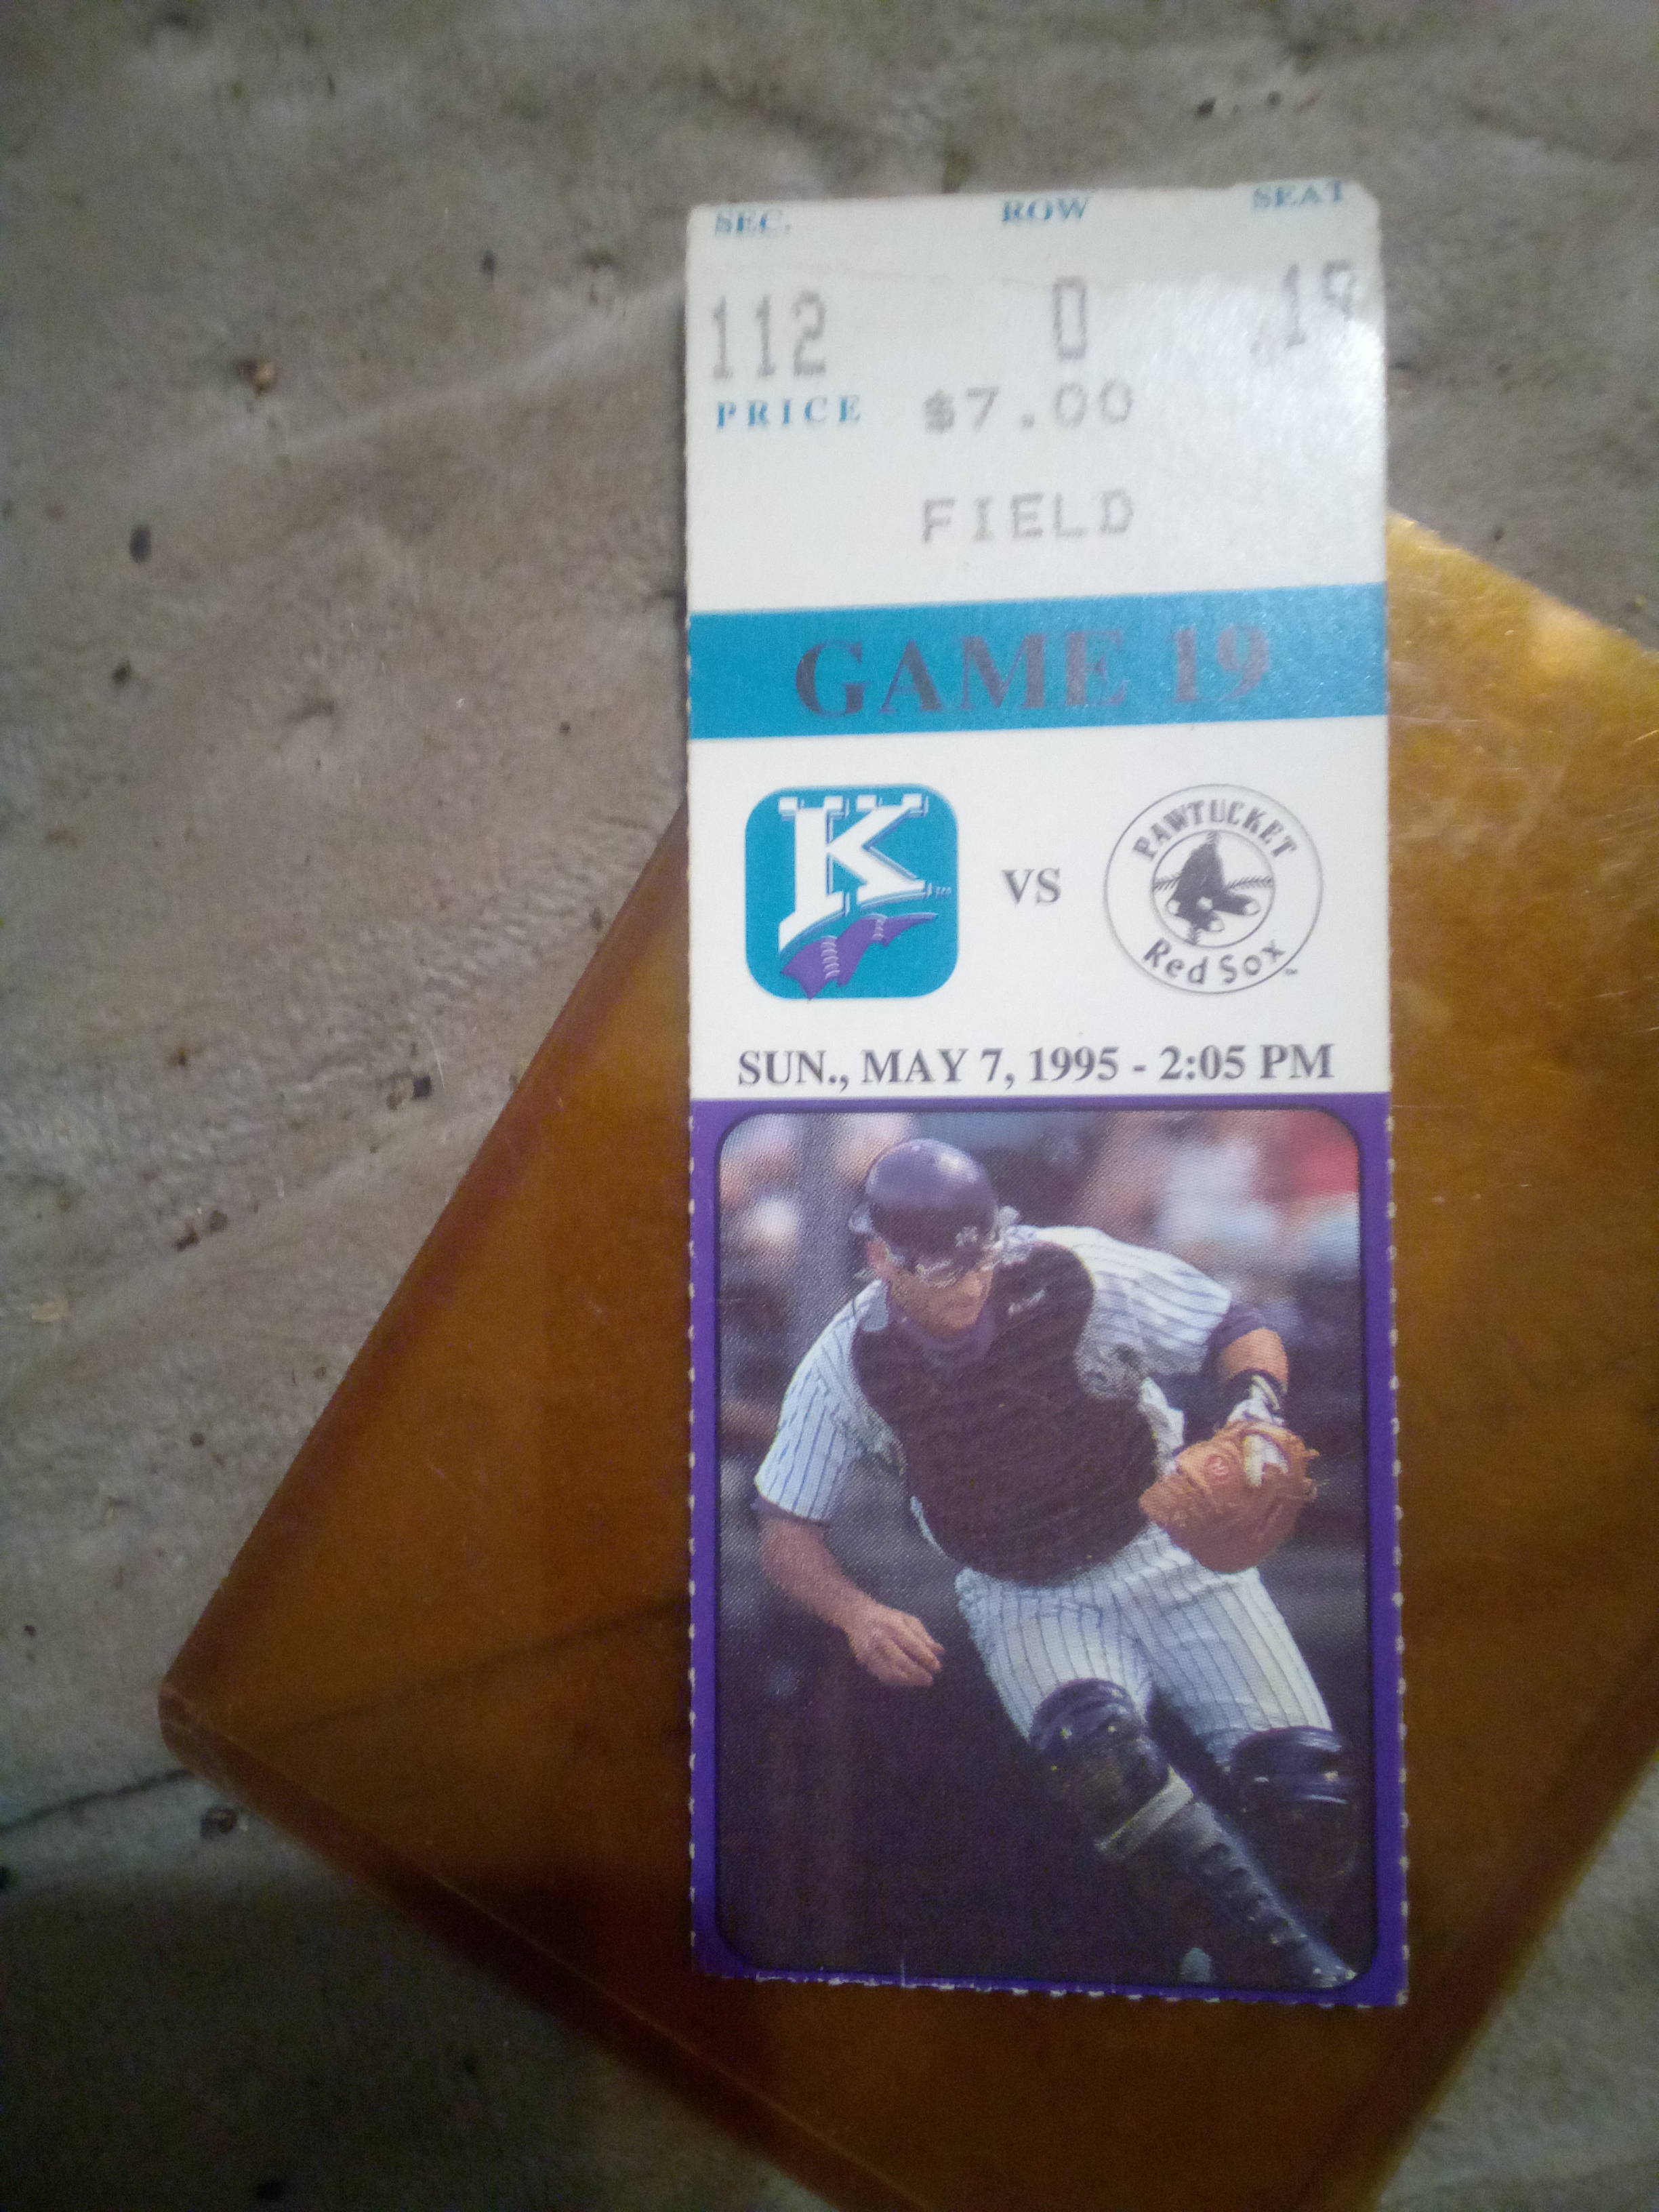 SEC. ROW SEAT
112 0 19
PRICE $7.00
FIELD
GAME 19
K VS PAWTUCKET Red Sox
SUN., MAY 7, 1995 - 2:05 PM